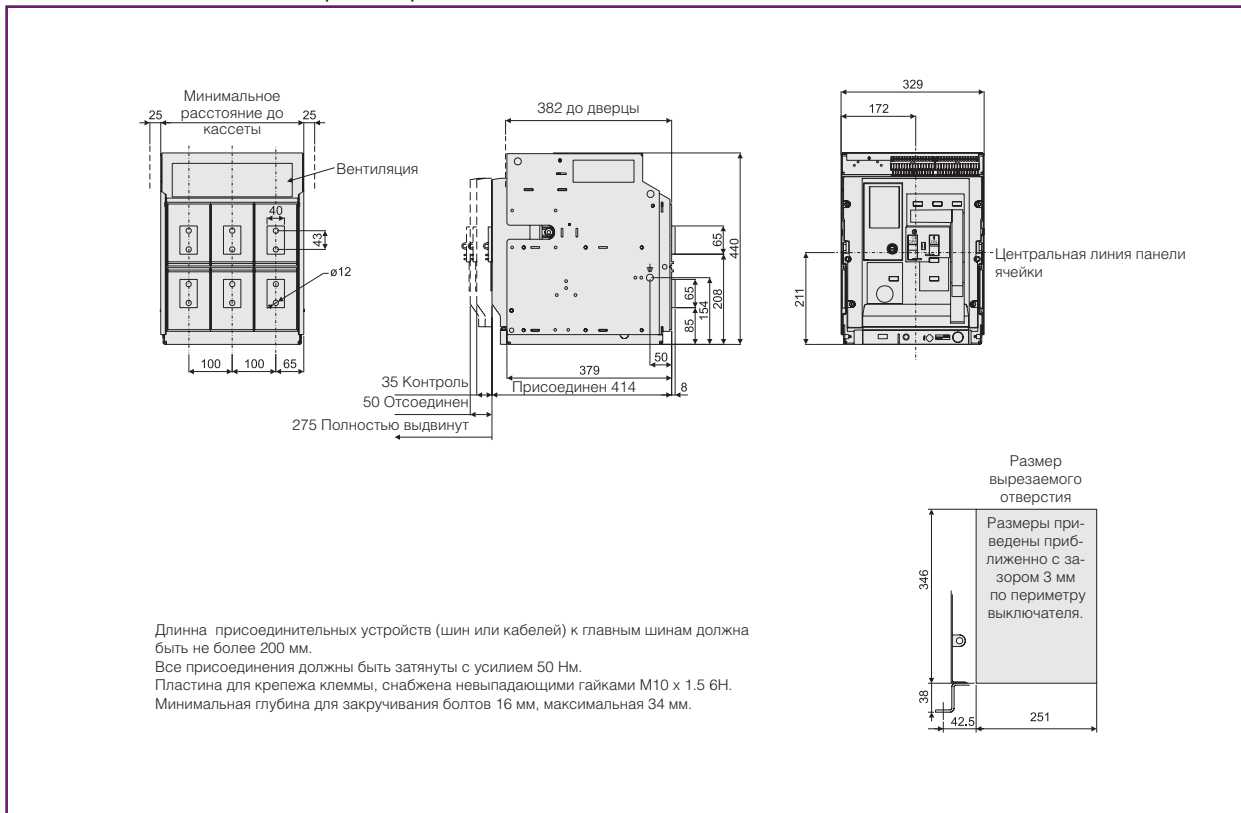 Минимальное
расстояние до
кассеты
25
25
Вентиляция
40
43
ø12
100
100
65
382 до дверцы
65
440
208
154
65
85
50
379
8
35 Контроль
Присоединен 414
50 Отсоединен
275 Полностью выдвинут
329
172
Центральная линия панели
ячейки
211
Размер
вырезаемого
отверстия
Размеры при-
ведены приб-
лиженно с за-
зором 3 мм
по периметру
выключателя.
346
38
42.5
251
Длинна присоединительных устройств (шин или кабелей) к главным шинам должна
быть не более 200 мм.
Все присоединения должны быть затянуты с усилием 50 Нм.
Пластина для крепежа клеммы, снабжена невыпадающими гайками М10 х 1.5 6Н.
Минимальная глубина для закручивания болтов 16 мм, максимальная 34 мм.